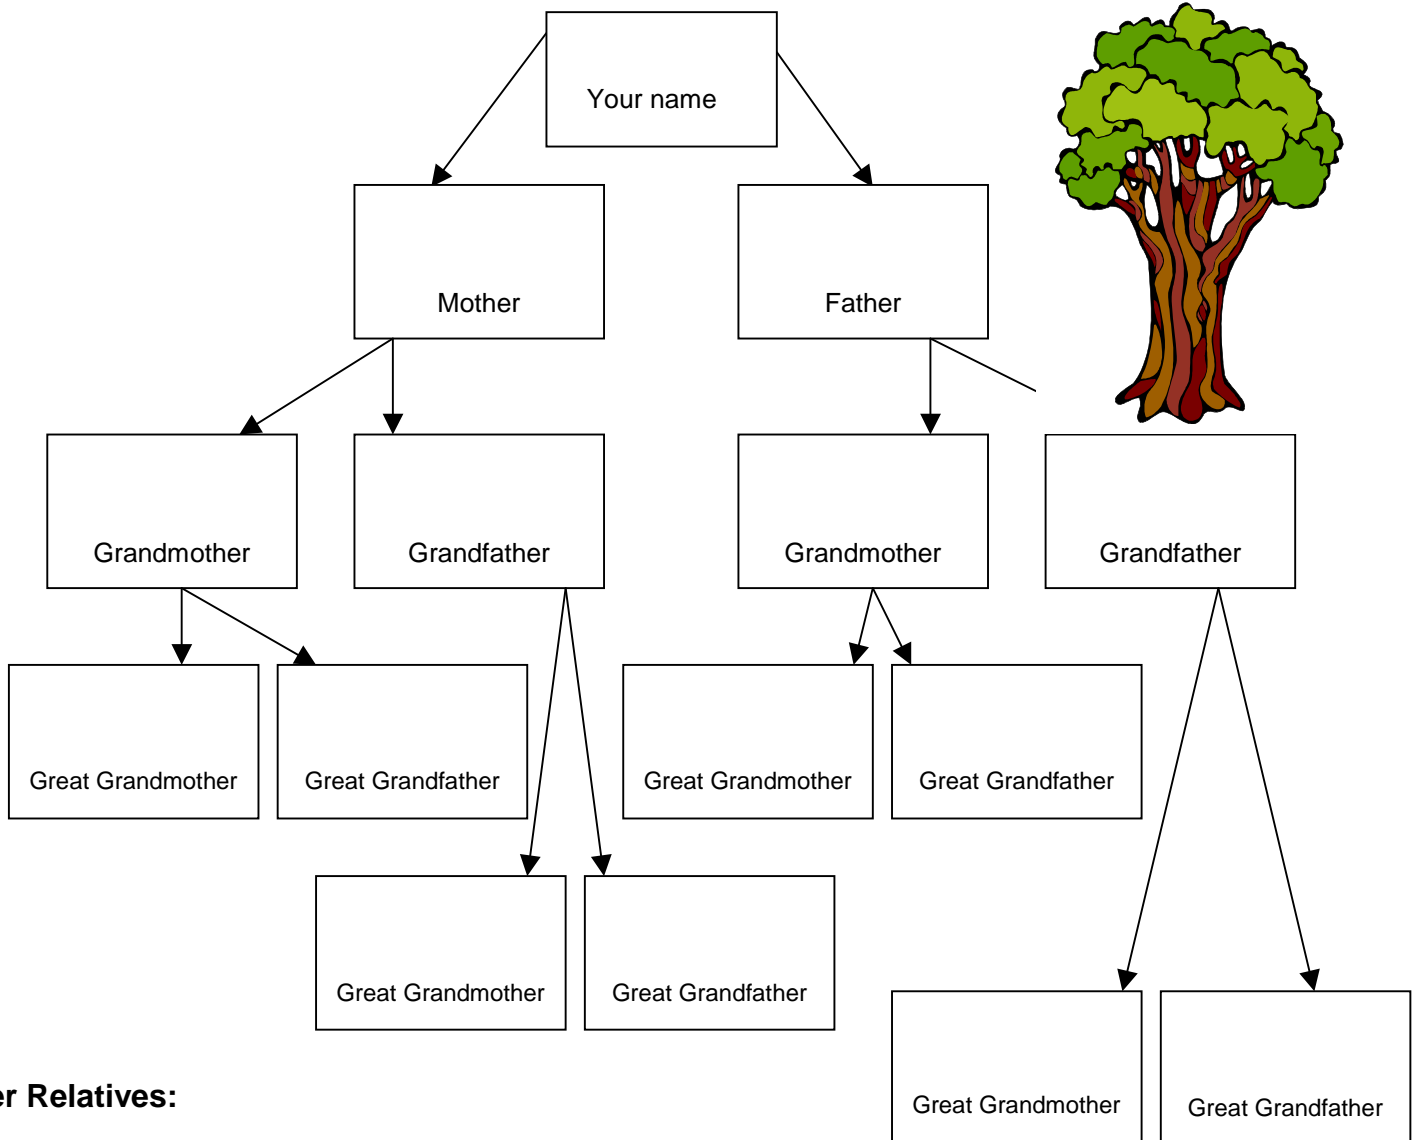 Your name
Mother
Father
Grandmother
Grandfather
Grandmother
Grandfather
Great Grandmother
Great Grandfather
Great Grandmother
Great Grandfather
Great Grandmother
Great Grandfather
Great Grandmother
Great Grandfather
er Relatives: